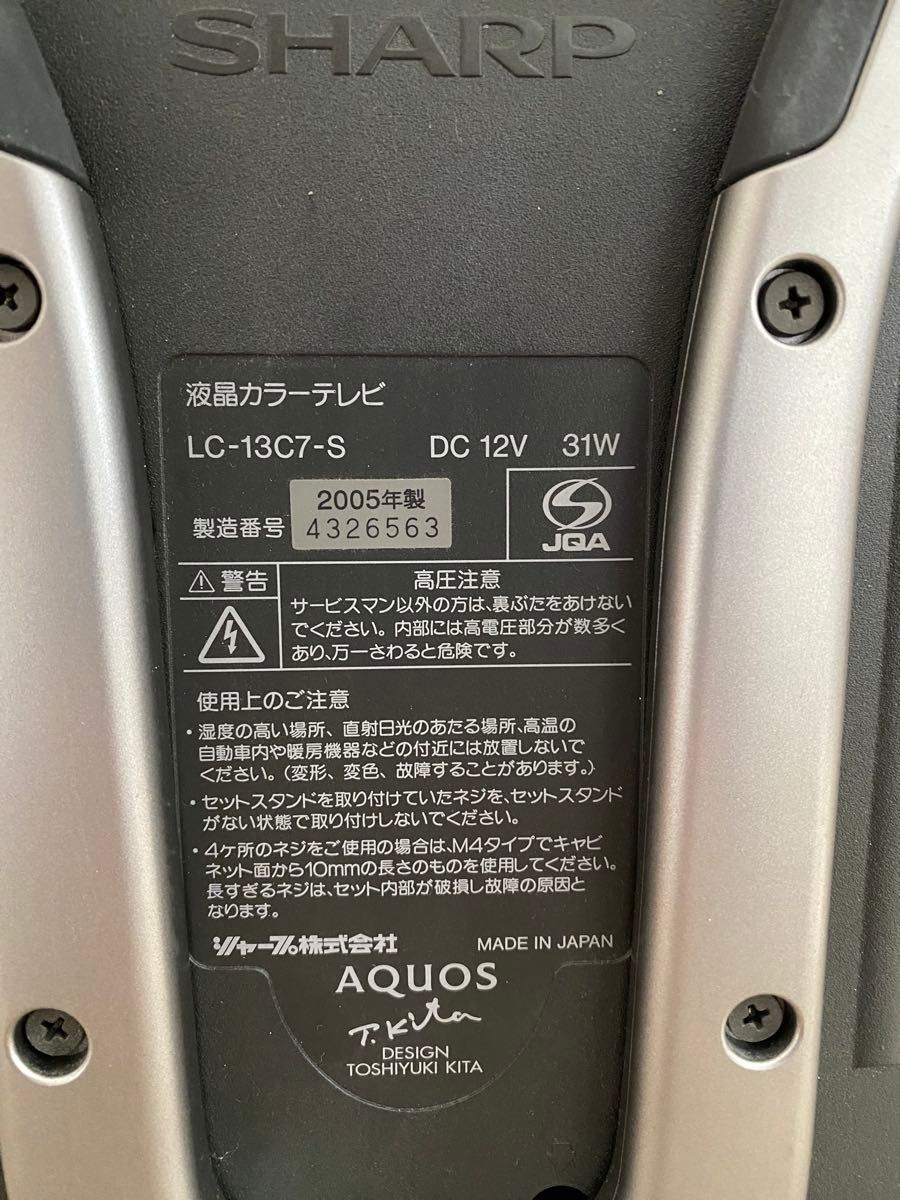 SHARP
液晶カラーテレビ
LC-13C7-S DC 12V 31W
2005年製
製造番号 4326563
JQA
警告
高圧注意
サービスマン以外の方は、裏ぶたをあけない
でください。内部には高電圧部分が数多く
あり、万一さわると危険です。
使用上のご注意
・湿度の高い場所、直射日光のあたる場所、高温の
自動車内や暖房機器などの付近には放置しないで
ください。(変形、変色、故障することがあります。)
・セットスタンドを取り付けていたネジを、セットスタンド
がない状態で取り付けしないでください。
・4ケ所のネジをご使用の場合は、M4タイプでキャビ
ネット面から10mmの長さのものを使用してください。
長すぎるネジは、セット内部が破損し故障の原因と
なります。
シャープ株式会社 MADE IN JAPAN
AQUOS
T. Kita
DESIGN
TOSHIYUKI KITA